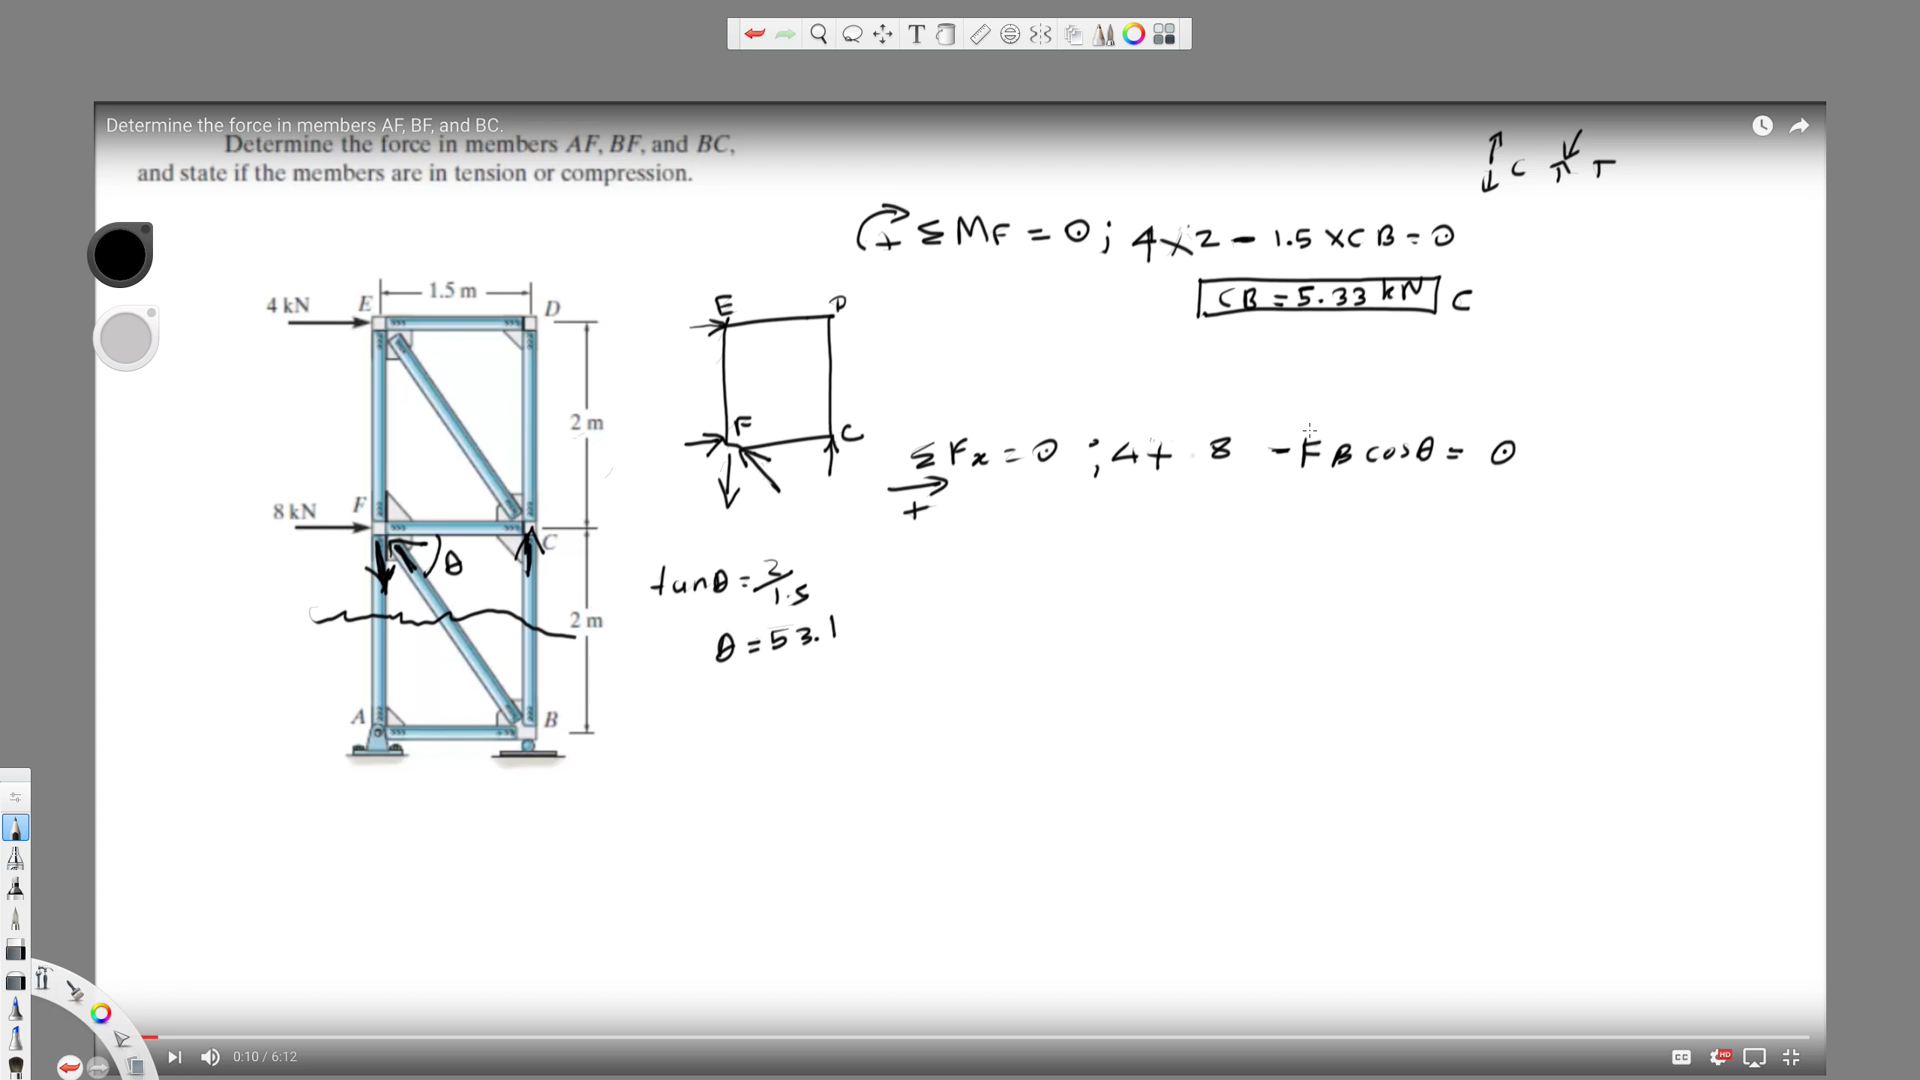 Determine the force in members AF, BF, and BC.
Determine the force in members AF, BF, and BC,
and state if the members are in tension or compression.
C T
+ ΣMF = 0; 4×2 - 1.5 × CB = 0
CB = 5.33 kN C
4 kN E 1.5 m D
E D
2 m
F C
ΣFx = 0 ; 4 + 8 - FB cosθ = 0
+
8 kN F
C
θ
tanθ = 2/1.5
2 m
θ = 53.1
A B
0:10 / 6:12
CC HD